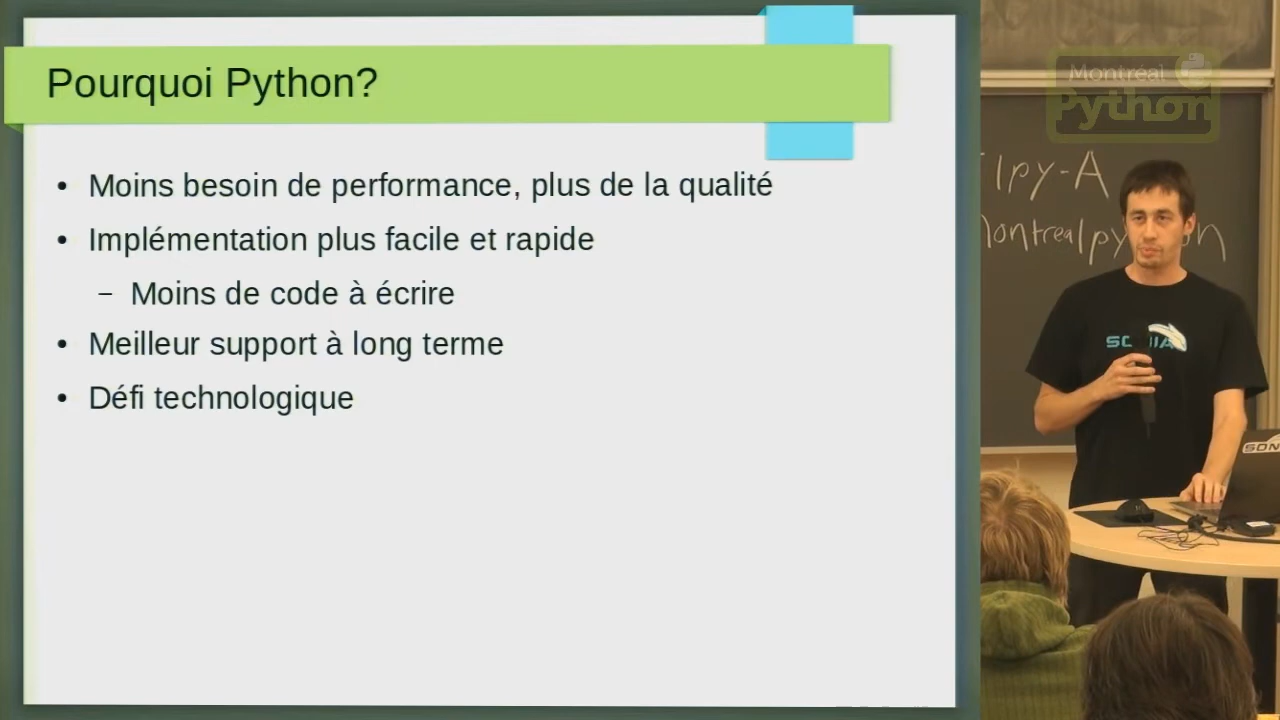 Pourquoi Python?
• Moins besoin de performance, plus de la qualité
• Implémentation plus facile et rapide
– Moins de code à écrire
• Meilleur support à long terme
• Défi technologique
Montréal
Python
lpy-A